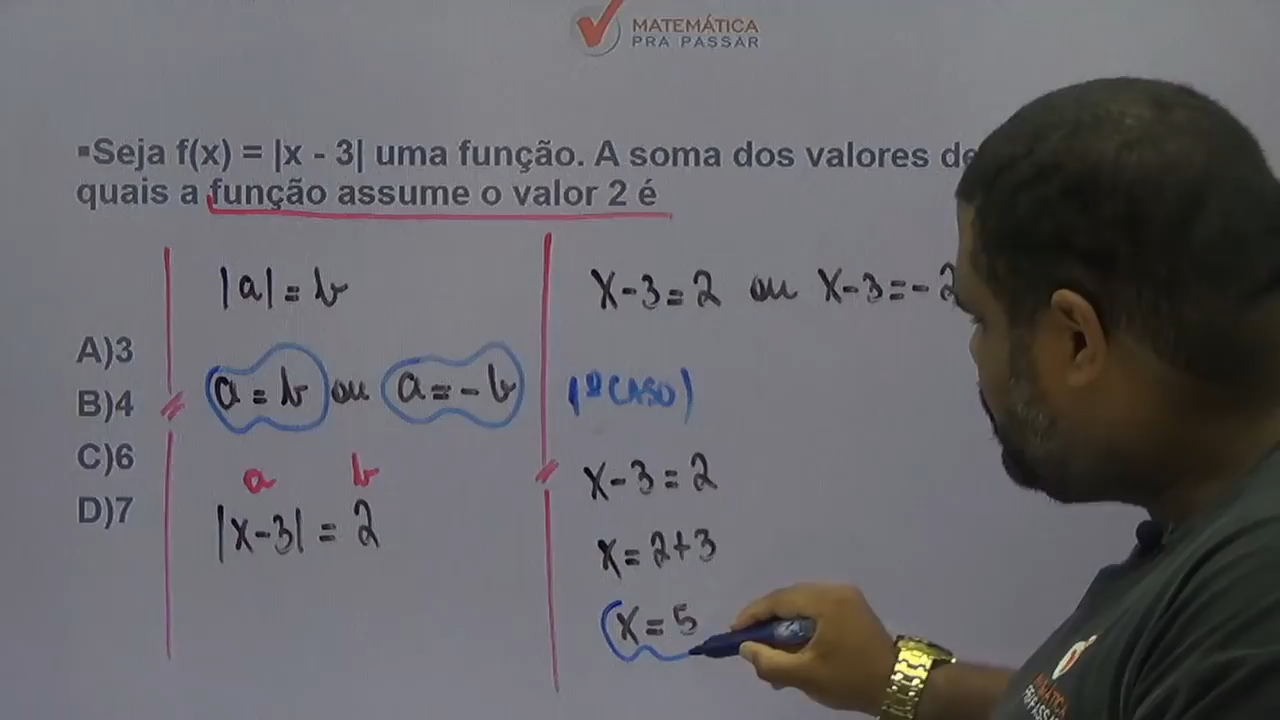 MATEMÁTICA
PRA PASSAR
▪Seja f(x) = |x - 3| uma função. A soma dos valores de
quais a função assume o valor 2 é
A)3
B)4
C)6
D)7
|a| = b
a = b ou a = - b
a b
|x-3| = 2
x-3=2 ou x-3=-2
(1º CASO)
x-3=2
x=2+3
x=5